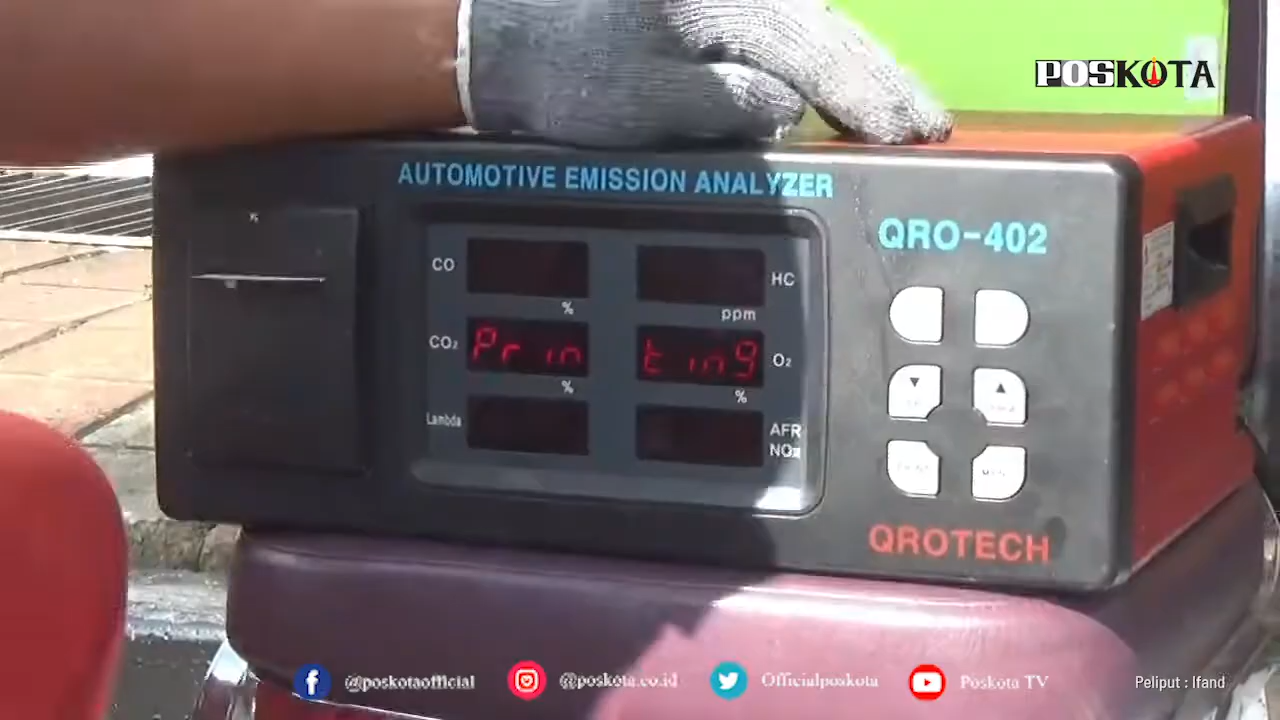 POSKOTA
AUTOMOTIVE EMISSION ANALYZER
QRO-402
CO
%
HC
ppm
CO₂
Prin
%
ting
O₂
%
Lambda
AFR
NOx
▼
▲
QROTECH
@poskotaofficial
@poskota.co.id
Officialposkota
Poskota TV
Peliput : Ifand